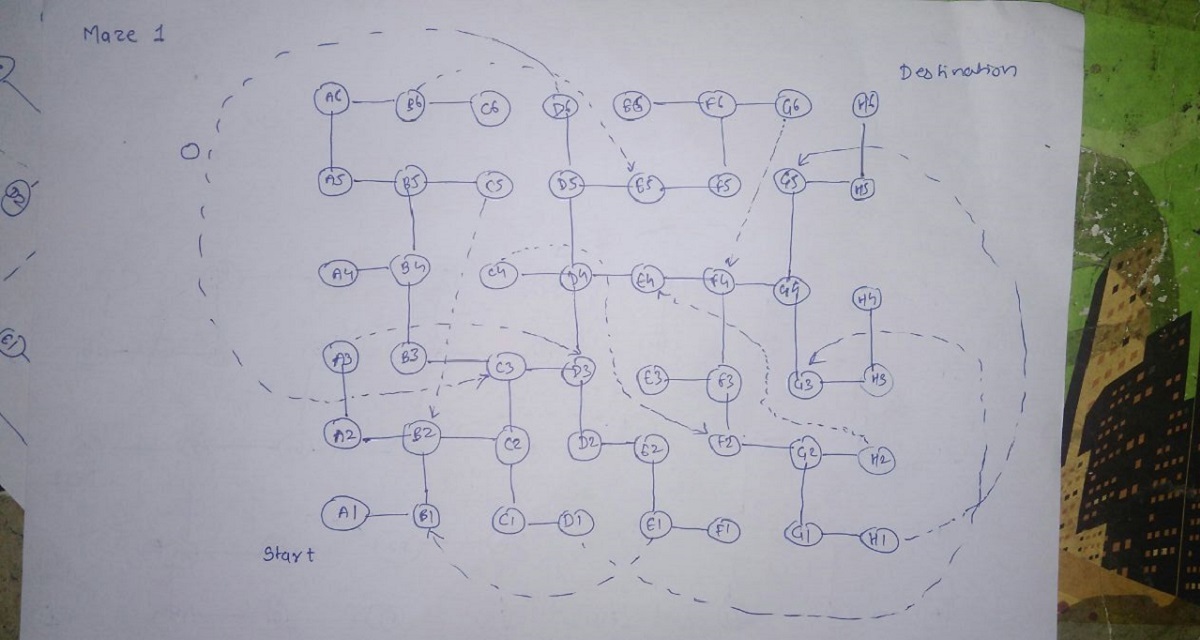 Maze 1
Destination
A6 B6 C6 D6 E6 F6 G6 H6
O
A5 B5 C5 D5 E5 F5 G5 H5
A4 B4 C4 D4 E4 F4 G4 H4
A3 B3 C3 D3 E3 F3 G3 H3
A2 B2 C2 D2 E2 F2 G2 H2
A1 B1 C1 D1 E1 F1 G1 H1
Start